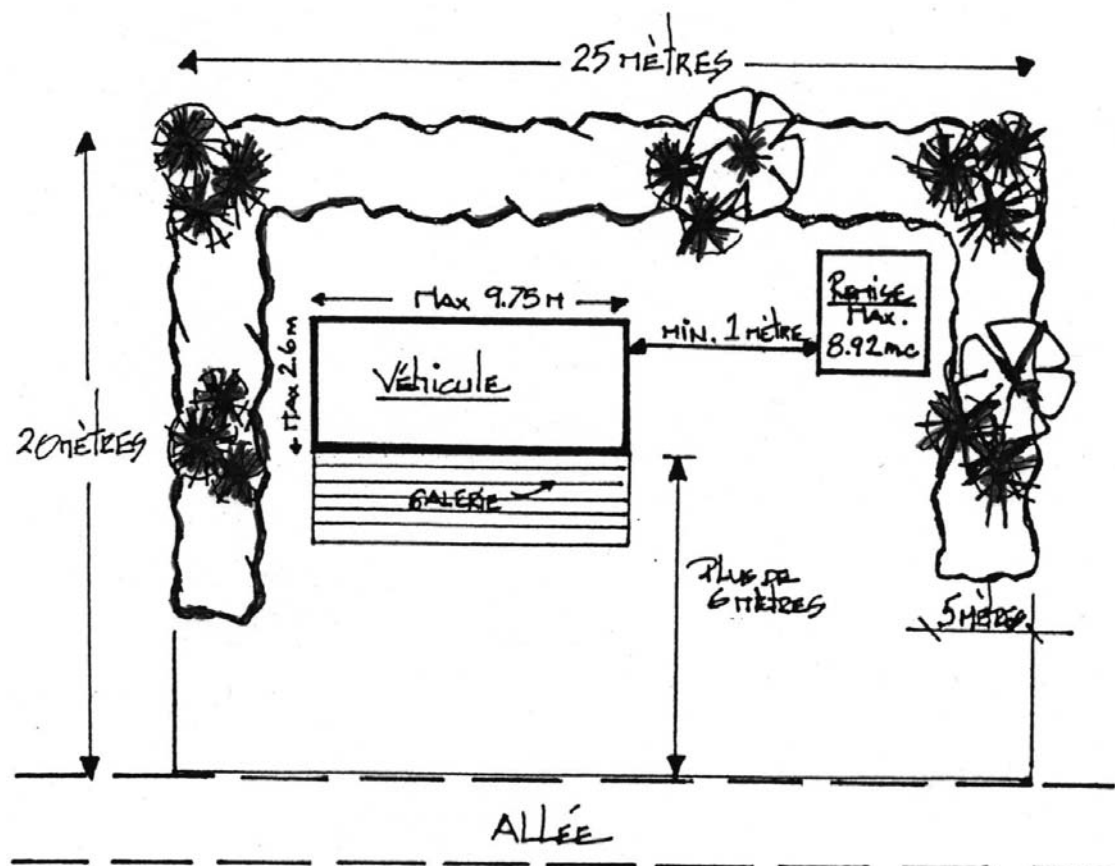 25 MÈTRES
MAX 9.75 M
REMISE
MAX.
8.92 mc
MIN. 1 MÈTRE
MAX 2.6 m
VÉHICULE
20 MÈTRES
GALERIE
PLUS DE
6 MÈTRES
5 MÈTRES
ALLÉE